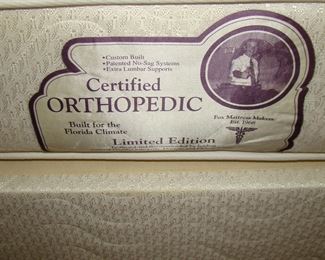 •Custom Built
•Patented No-Sag Systems
•Extra Lumbar Supports
Certified
ORTHOPEDIC
Built for the
Florida Climate
Fox Mattress Makers
Est. 1968
Limited Edition